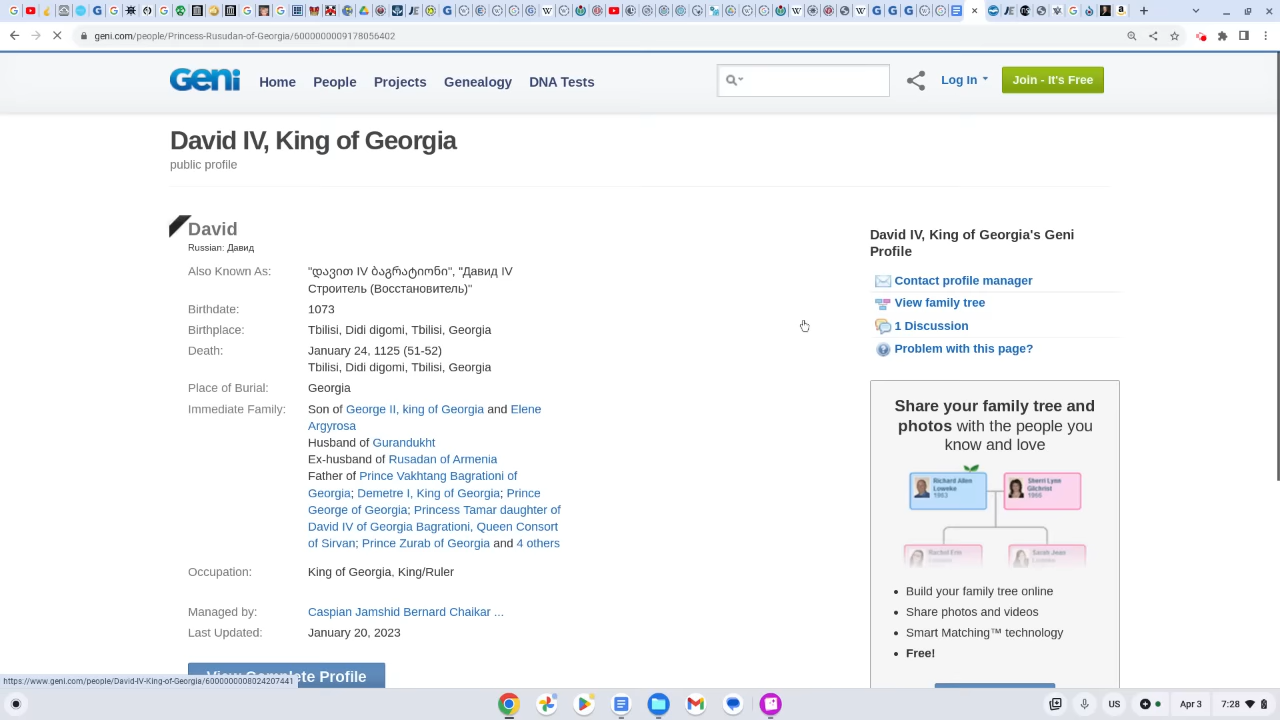 geni.com/people/Princess-Rusudan-of-Georgia/6000000009178056402
Geni
Home People Projects Genealogy DNA Tests
Log In
Join - It's Free
David IV, King of Georgia
public profile
David
Russian: Давид
Also Known As: "დავით IV ბაგრატიონი", "Давид IV
Строитель (Восстановитель)"
Birthdate: 1073
Birthplace: Tbilisi, Didi digomi, Tbilisi, Georgia
Death: January 24, 1125 (51-52)
Tbilisi, Didi digomi, Tbilisi, Georgia
Place of Burial: Georgia
Immediate Family: Son of George II, king of Georgia and Elene
Argyrosa
Husband of Gurandukht
Ex-husband of Rusadan of Armenia
Father of Prince Vakhtang Bagrationi of
Georgia; Demetre I, King of Georgia; Prince
George of Georgia; Princess Tamar daughter of
David IV of Georgia Bagrationi, Queen Consort
of Sirvan; Prince Zurab of Georgia and 4 others
Occupation: King of Georgia, King/Ruler
Managed by: Caspian Jamshid Bernard Chaikar ...
Last Updated: January 20, 2023
View Complete Profile
David IV, King of Georgia's Geni
Profile
Contact profile manager
View family tree
1 Discussion
Problem with this page?
Share your family tree and
photos with the people you
know and love
Richard Allen
Loweke
Sherri Lynn
Gilchrist
• Build your family tree online
• Share photos and videos
• Smart Matching™ technology
• Free!
https://www.geni.com/people/David-IV-King-of-Georgia/6000000008024207441
US
Apr 3
7:28